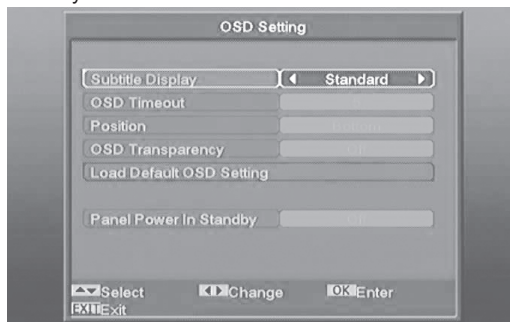 OSD Setting
Subtitle Display Standard
OSD Timeout
Position
OSD Transparency
Load Default OSD Setting
Panel Power In Standby
Select Change OK Enter
EXIT Exit